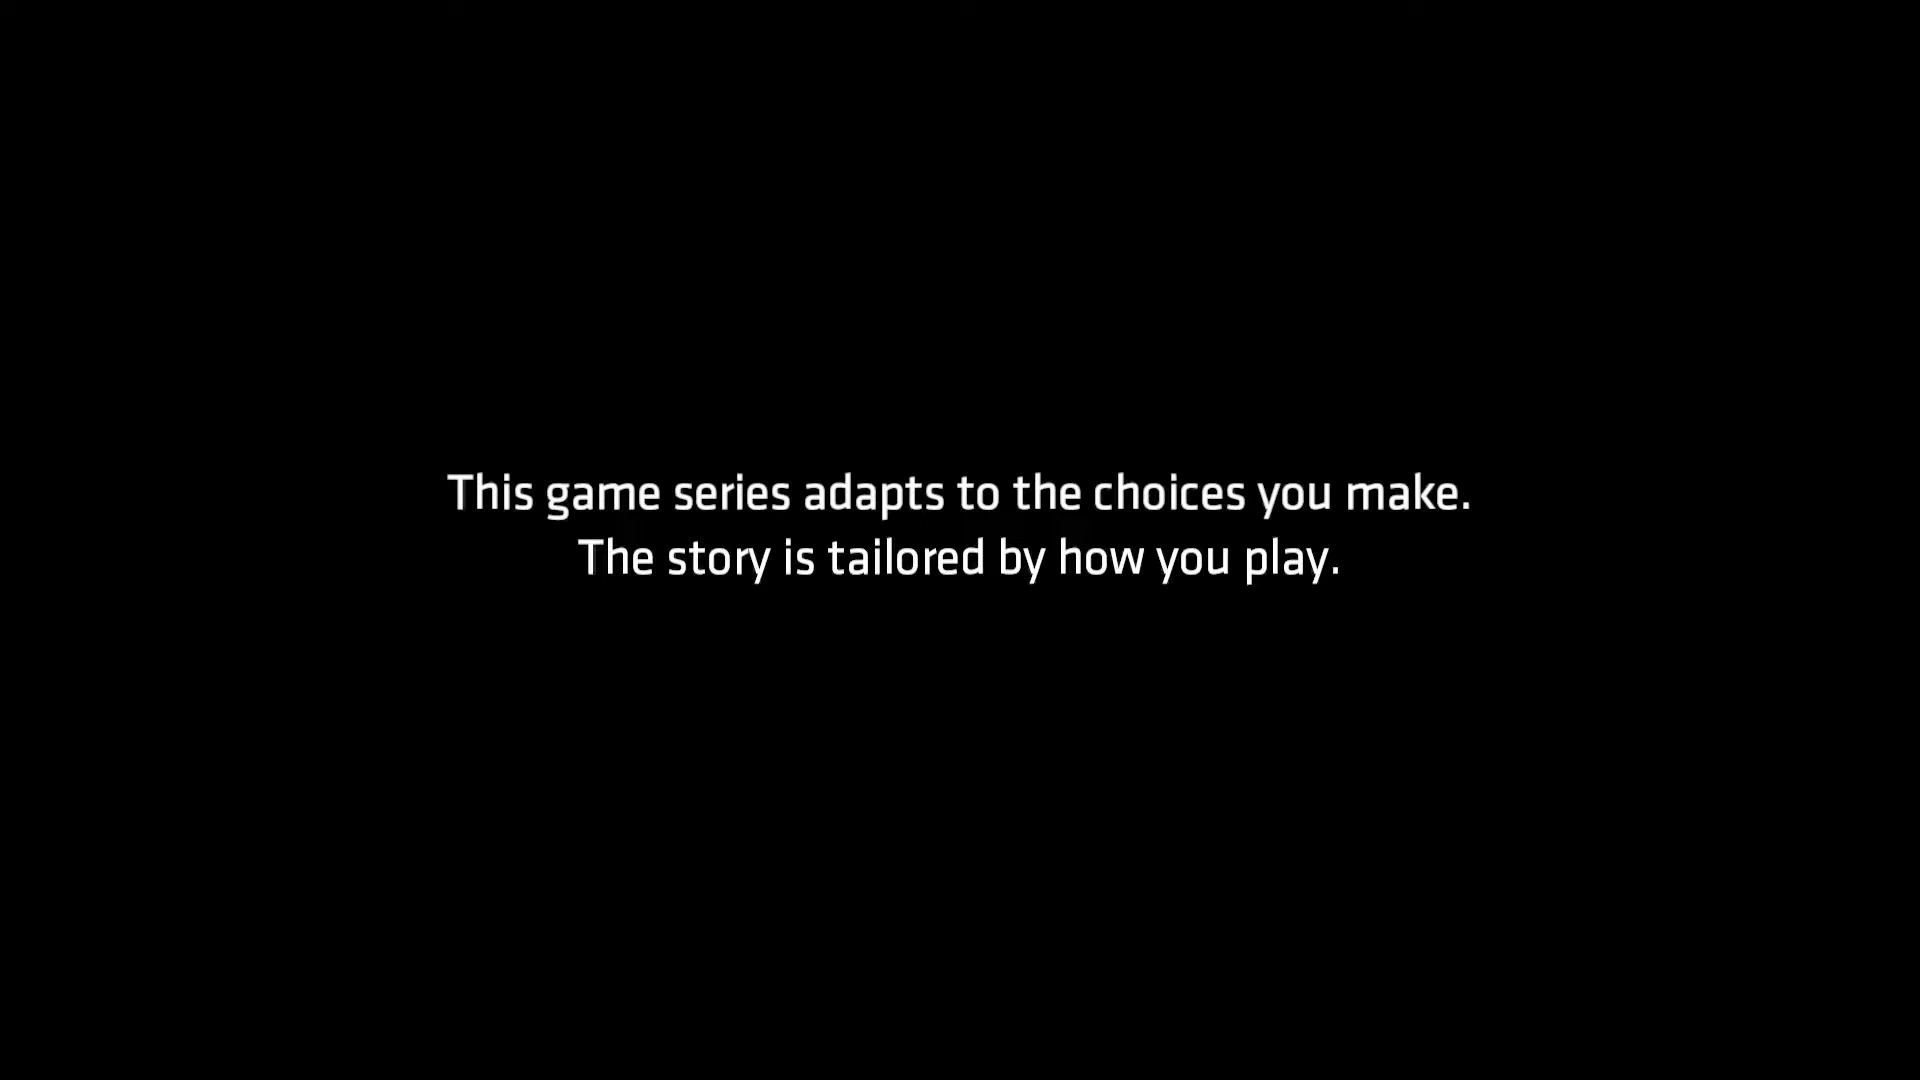 This game series adapts to the choices you make.
The story is tailored by how you play.